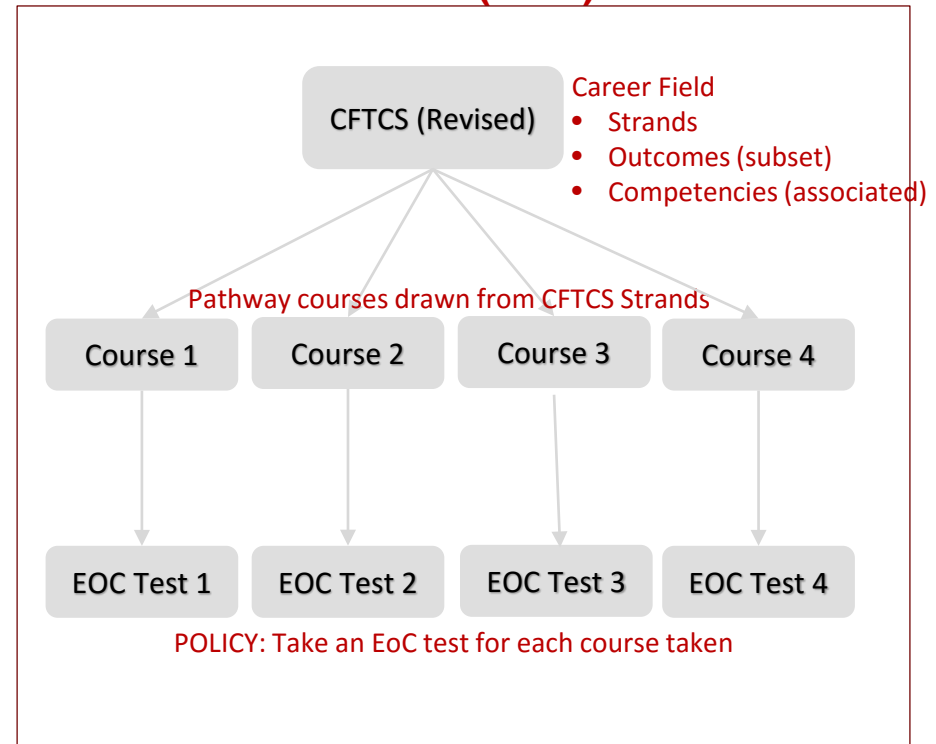 CFTCS (Revised)
Career Field
• Strands
• Outcomes (subset)
• Competencies (associated)
Pathway courses drawn from CFTCS Strands
Course 1
Course 2
Course 3
Course 4
EOC Test 1
EOC Test 2
EOC Test 3
EOC Test 4
POLICY: Take an EoC test for each course taken